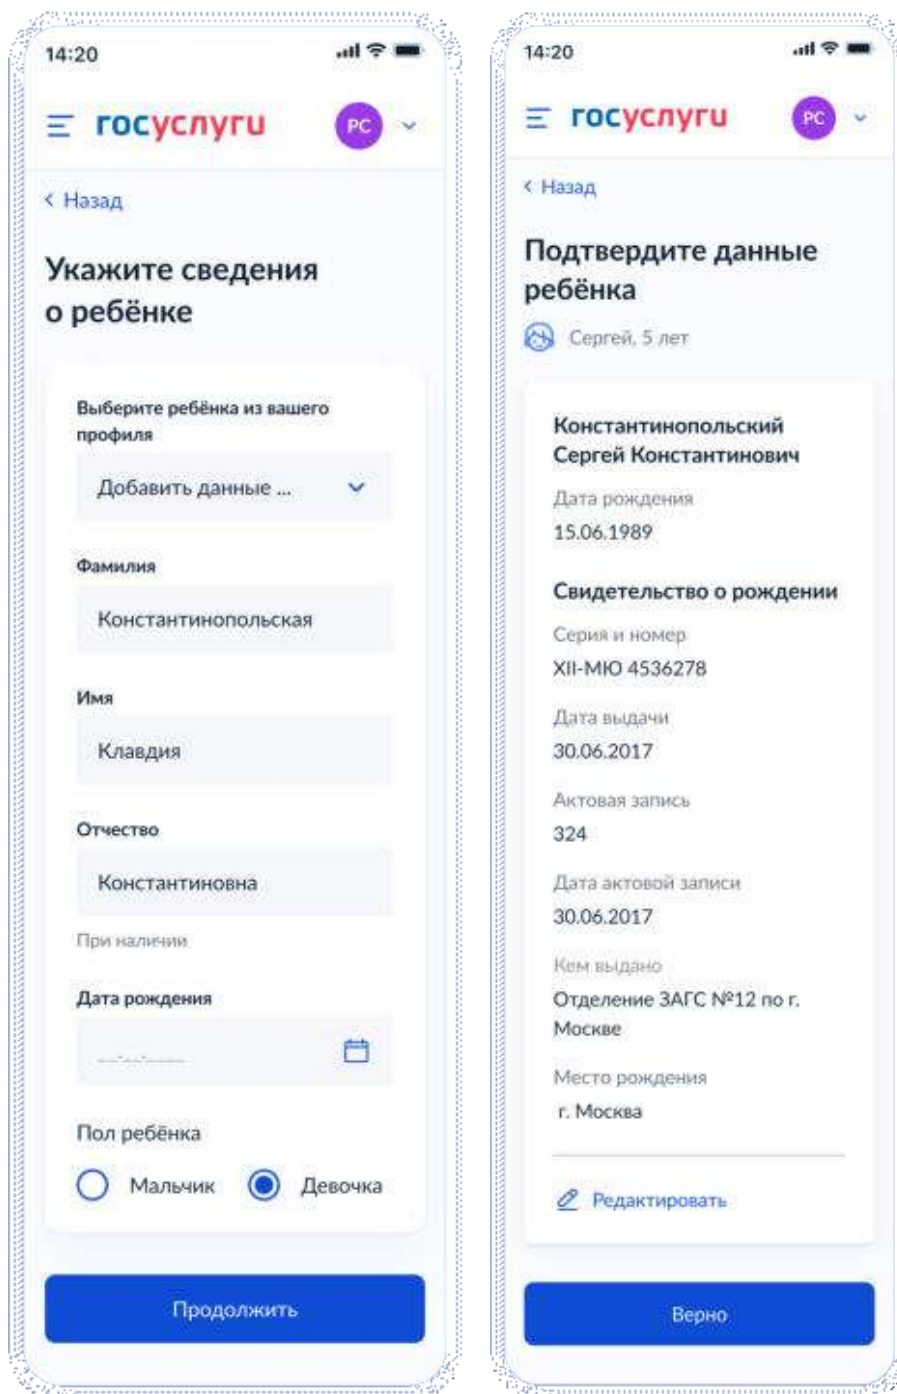 14:20
госуслуги
РС
Назад
Укажите сведения
о ребёнке
Выберите ребёнка из вашего
профиля
Добавить данные ...
Фамилия
Константинопольская
Имя
Клавдия
Отчество
Константиновна
При наличии
Дата рождения
__.__.____
Пол ребёнка
Мальчик
Девочка
Продолжить
14:20
госуслуги
РС
Назад
Подтвердите данные
ребёнка
Сергей, 5 лет
Константинопольский
Сергей Константинович
Дата рождения
15.06.1989
Свидетельство о рождении
Серия и номер
XII-МЮ 4536278
Дата выдачи
30.06.2017
Актовая запись
324
Дата актовой записи
30.06.2017
Кем выдано
Отделение ЗАГС №12 по г.
Москве
Место рождения
г. Москва
Редактировать
Верно